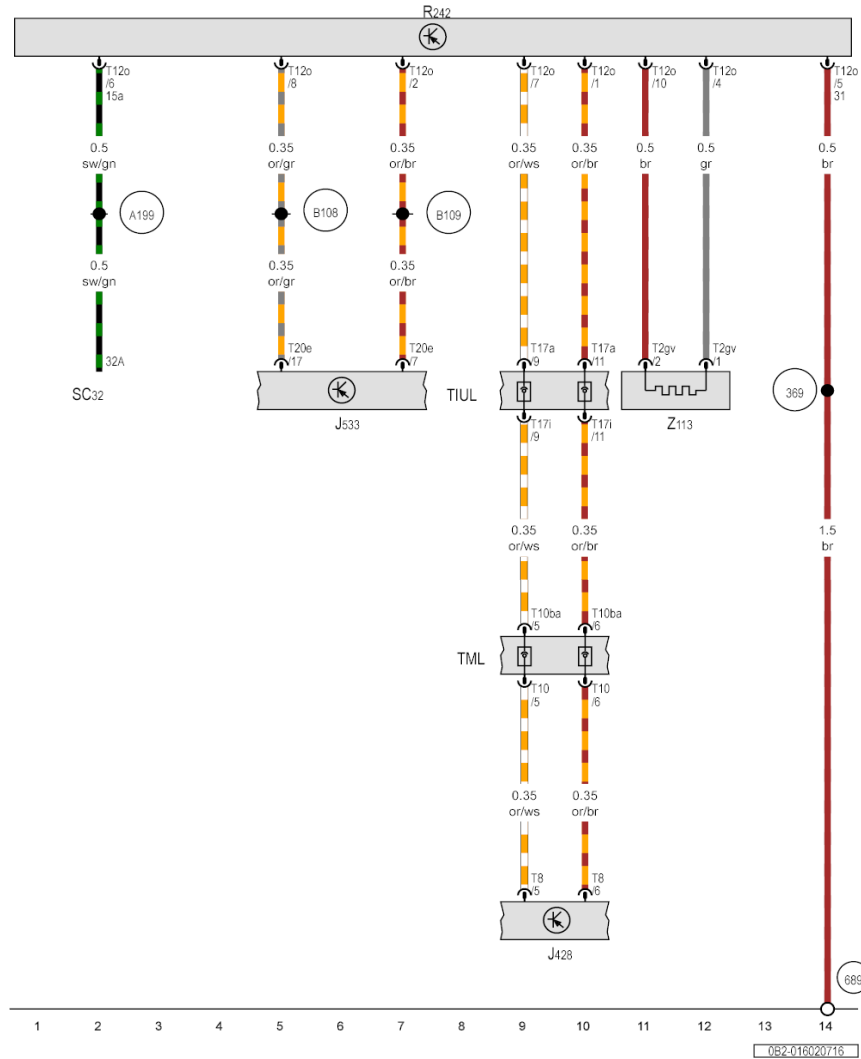 R242
T12o T12o T12o T12o T12o T12o T12o T12o
/6 /8 /2 /7 /1 /10 /4 /5
15a 31
0.5 0.35 0.35 0.35 0.35 0.5 0.5 0.5
sw/gn or/gr or/br or/ws or/br br gr br
A199 B108 B109
0.5 0.35 0.35
sw/gn or/gr or/br
T20e T20e T17a T17a T2gv T2gv
32A /17 /7 /9 /11 /2 /1
SC32 TIUL 369
J533 Z113
T17i T17i
/9 /11
0.35 0.35 1.5
or/ws or/br br
T10ba T10ba
/5 /6
TML
T10 T10
/5 /6
0.35 0.35
or/ws or/br
T8 T8
/5 /6
J428
689
1 2 3 4 5 6 7 8 9 10 11 12 13 14
0B2-016020716